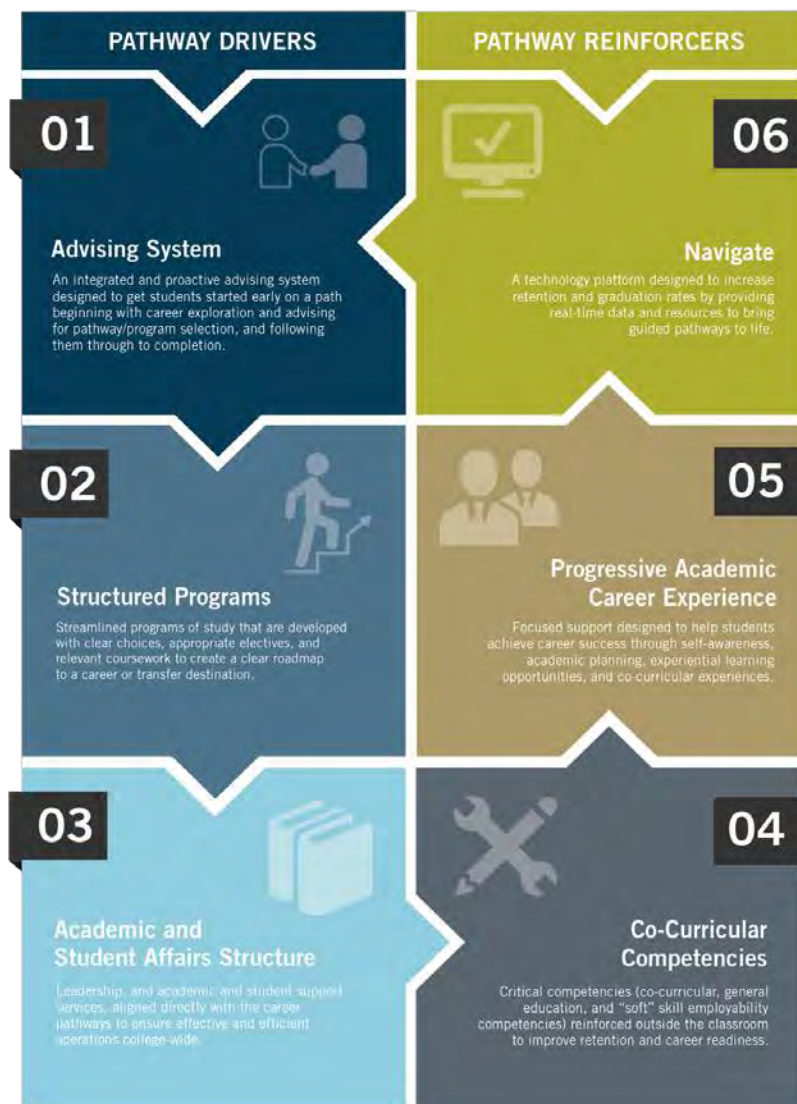 PATHWAY DRIVERS
01
Advising System
An integrated and proactive advising system
designed to get students started early on a path
beginning with career exploration and advising
for pathway/program selection, and following
them through to completion.
02
Structured Programs
Streamlined programs of study that are developed
with clear choices, appropriate electives, and
relevant coursework to create a clear roadmap
to a career or transfer destination.
03
Academic and
Student Affairs Structure
Leadership, and academic and student support
services, aligned directly with the career
pathways to ensure effective and efficient
operations college-wide.
PATHWAY REINFORCERS
06
Navigate
A technology platform designed to increase
retention and graduation rates by providing
real-time data and resources to bring
guided pathways to life.
05
Progressive Academic
Career Experience
Focused support designed to help students
achieve career success through self-awareness,
academic planning, experiential learning
opportunities, and co-curricular experiences.
04
Co-Curricular
Competencies
Critical competencies (co-curricular, general
education, and “soft” skill employability
competencies) reinforced outside the classroom
to improve retention and career readiness.